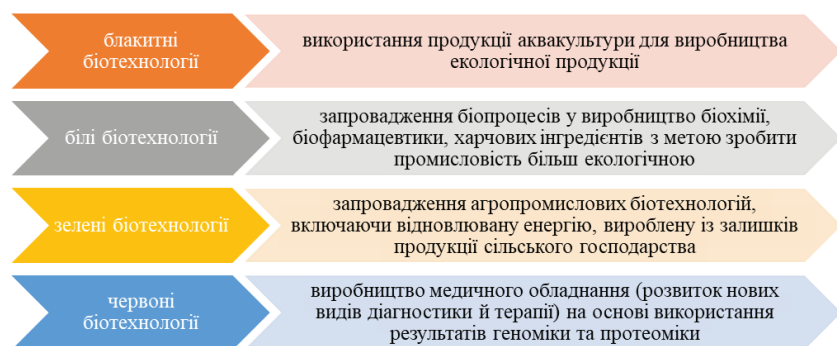 блакитні
біотехнології
використання продукції аквакультури для виробництва
екологічної продукції
білі біотехнології
запровадження біопроцесів у виробництво біохімії,
біофармацевтики, харчових інгредієнтів з метою зробити
промисловість більш екологічною
зелені біотехнології
запровадження агропромислових біотехнологій,
включаючи відновлювану енергію, вироблену із залишків
продукції сільського господарства
червоні
біотехнології
виробництво медичного обладнання (розвиток нових
видів діагностики й терапії) на основі використання
результатів геноміки та протеоміки